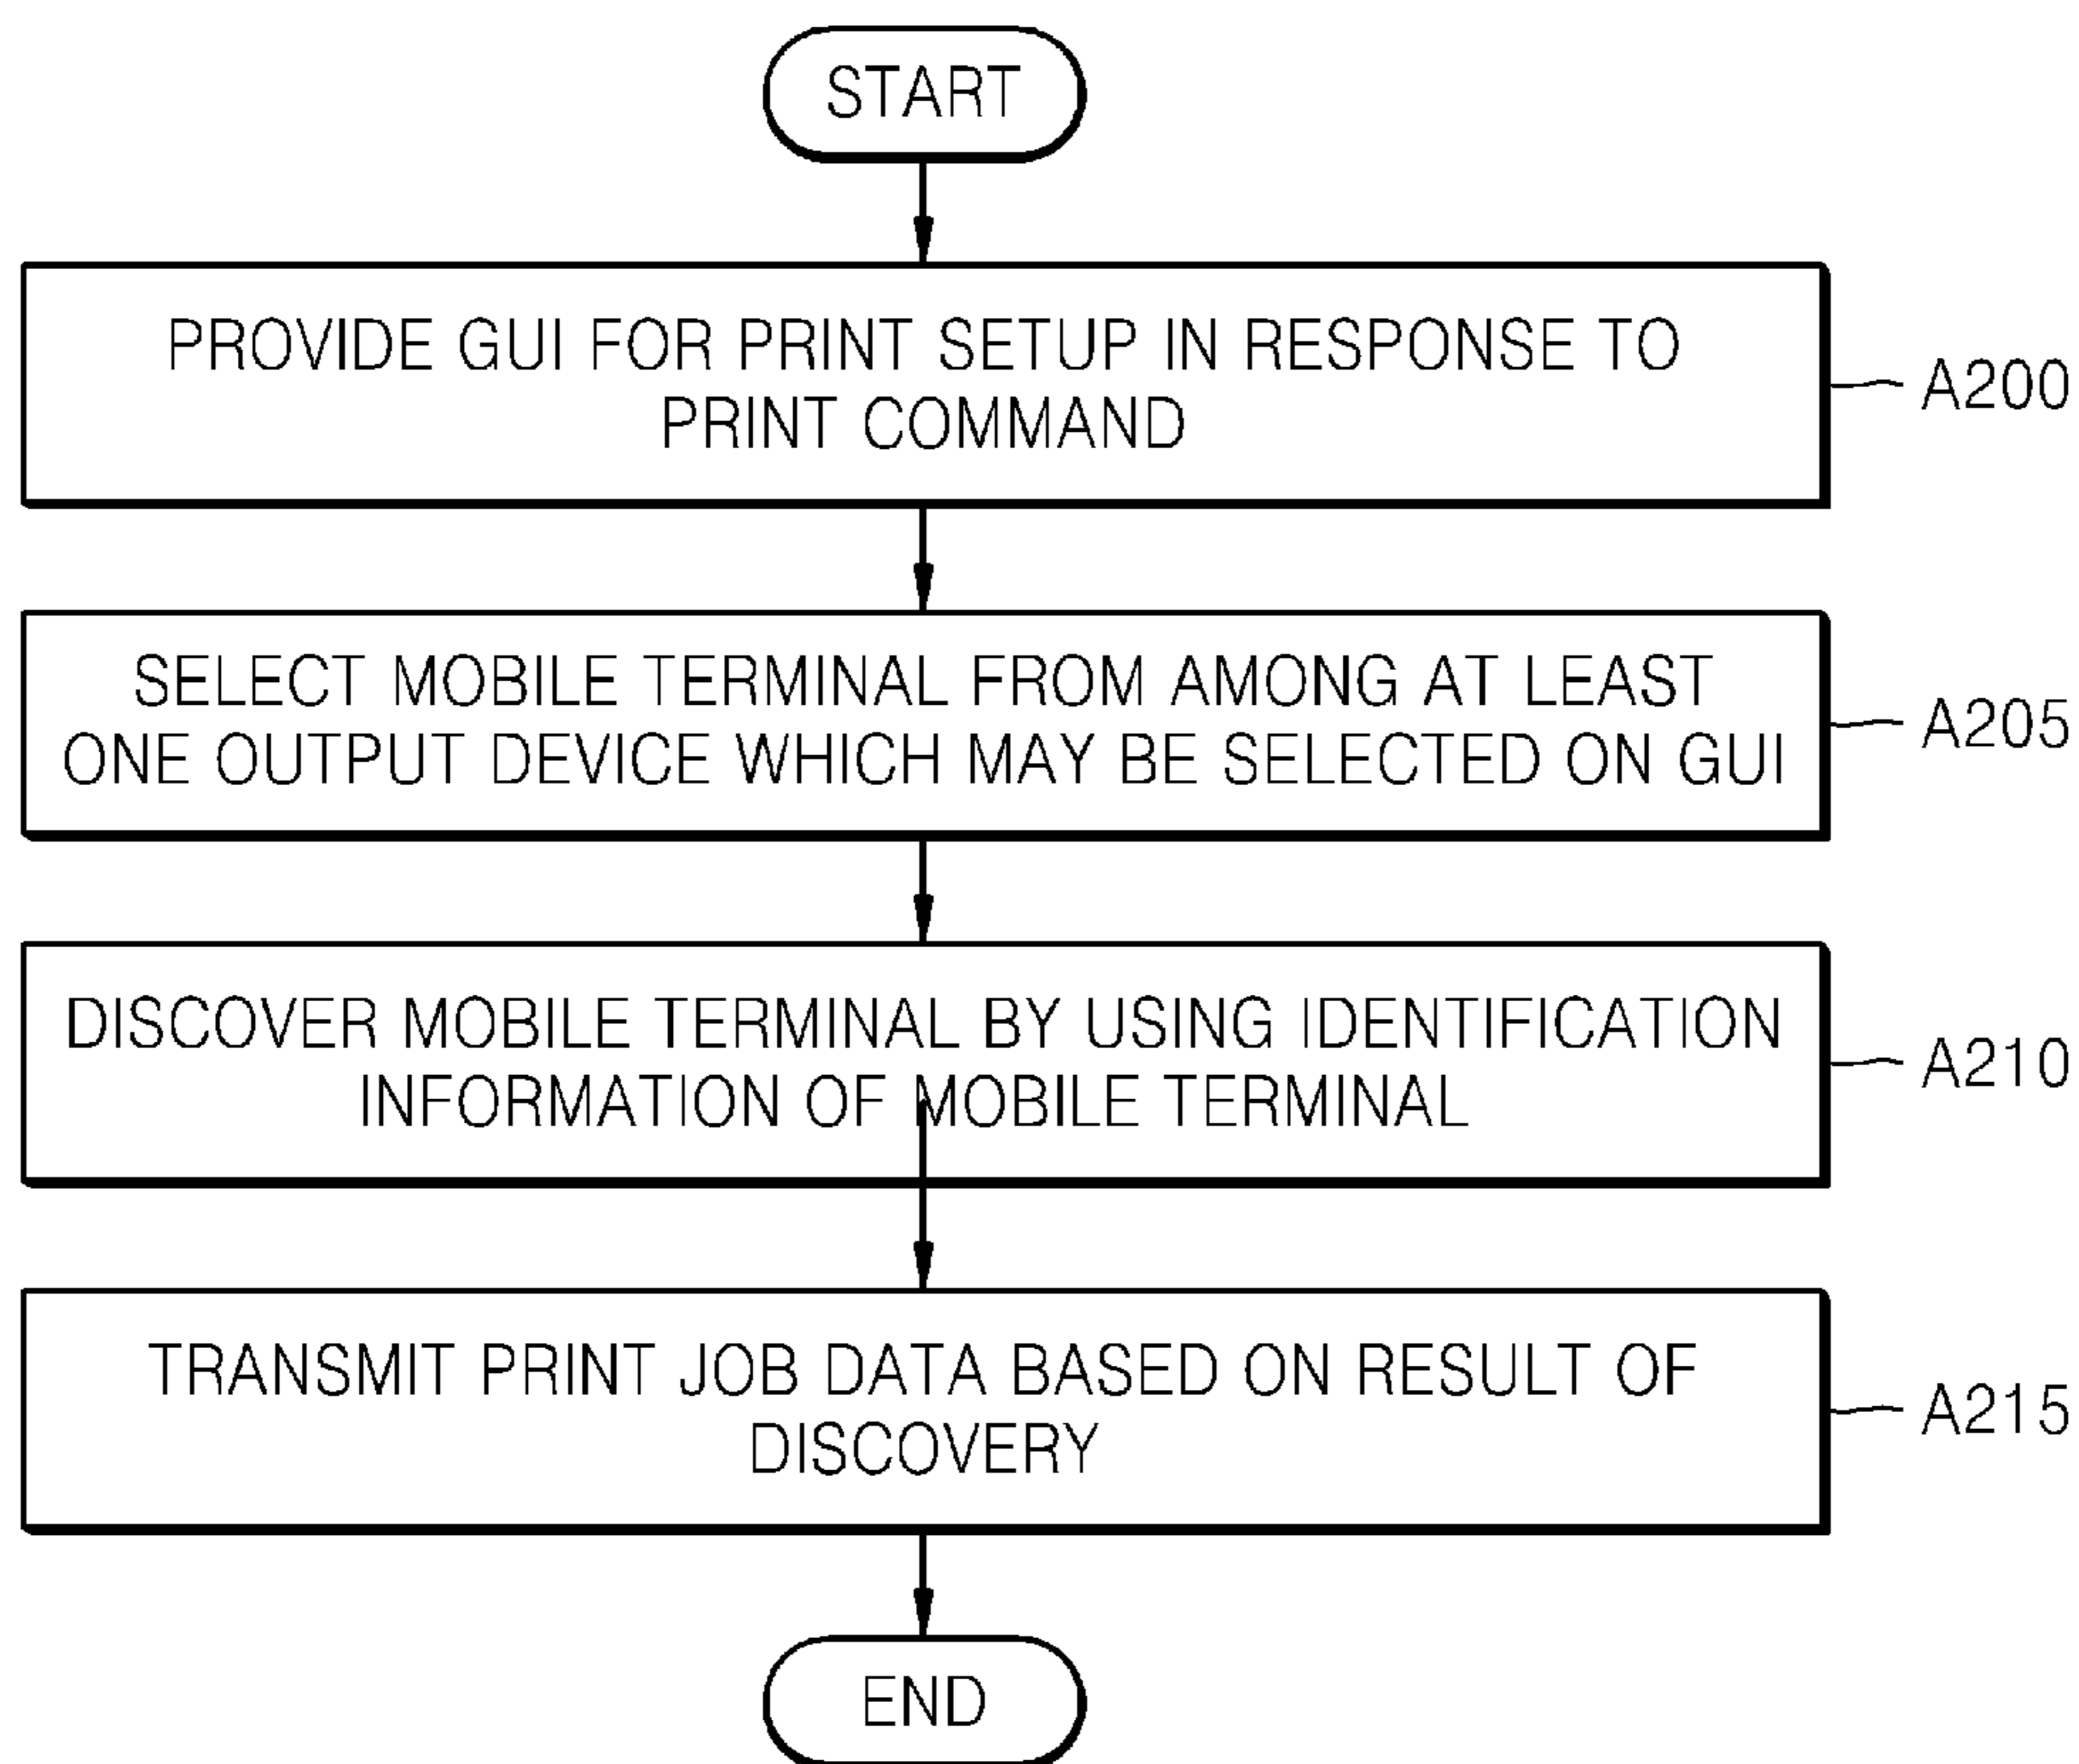 START
PROVIDE GUI FOR PRINT SETUP IN RESPONSE TO
PRINT COMMAND
A200
SELECT MOBILE TERMINAL FROM AMONG AT LEAST
ONE OUTPUT DEVICE WHICH MAY BE SELECTED ON GUI
A205
DISCOVER MOBILE TERMINAL BY USING IDENTIFICATION
INFORMATION OF MOBILE TERMINAL
A210
TRANSMIT PRINT JOB DATA BASED ON RESULT OF
DISCOVERY
A215
END